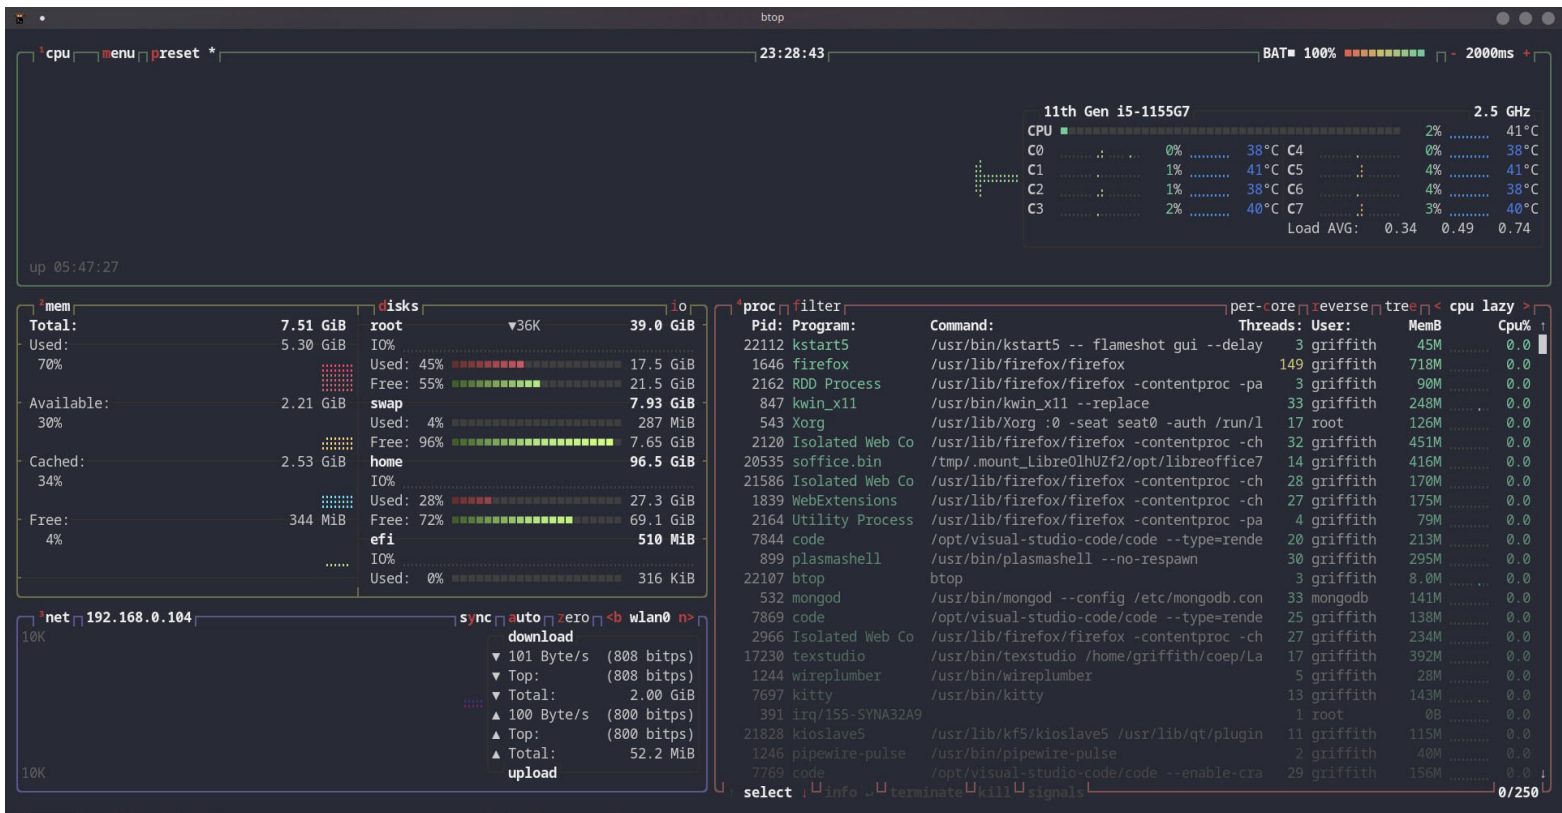 btop
¹cpu menu preset * 23:28:43 BAT■ 100% - 2000ms +
11th Gen i5-1155G7 2.5 GHz
CPU 2% 41°C
C0 0% 38°C C4 0% 38°C
C1 1% 41°C C5 4% 41°C
C2 1% 38°C C6 4% 38°C
C3 2% 40°C C7 3% 40°C
Load AVG: 0.34 0.49 0.74
up 05:47:27
²mem
Total: 7.51 GiB
Used: 5.30 GiB
70%
Available: 2.21 GiB
30%
Cached: 2.53 GiB
34%
Free: 344 MiB
4%
disks io
root ▼36K 39.0 GiB
IO%
Used: 45% 17.5 GiB
Free: 55% 21.5 GiB
swap 7.93 GiB
Used: 4% 287 MiB
Free: 96% 7.65 GiB
home 96.5 GiB
IO%
Used: 28% 27.3 GiB
Free: 72% 69.1 GiB
efi 510 MiB
IO%
Used: 0% 316 KiB
³net 192.168.0.104 sync auto zero <b wlan0 n>
10K
download
▼ 101 Byte/s (808 bitps)
▼ Top: (808 bitps)
▼ Total: 2.00 GiB
▲ 100 Byte/s (800 bitps)
▲ Top: (800 bitps)
▲ Total: 52.2 MiB
10K
upload
⁴proc filter per-core reverse tree < cpu lazy >
Pid: Program: Command: Threads: User: MemB Cpu% ↑
22112 kstart5 /usr/bin/kstart5 -- flameshot gui --delay 3 griffith 45M 0.0
1646 firefox /usr/lib/firefox/firefox 149 griffith 718M 0.0
2162 RDD Process /usr/lib/firefox/firefox -contentproc -pa 3 griffith 90M 0.0
847 kwin_x11 /usr/bin/kwin_x11 --replace 33 griffith 248M 0.0
543 Xorg /usr/lib/Xorg :0 -seat seat0 -auth /run/l 17 root 126M 0.0
2120 Isolated Web Co /usr/lib/firefox/firefox -contentproc -ch 32 griffith 451M 0.0
20535 soffice.bin /tmp/.mount_LibreOlhUZf2/opt/libreoffice7 14 griffith 416M 0.0
21586 Isolated Web Co /usr/lib/firefox/firefox -contentproc -ch 28 griffith 170M 0.0
1839 WebExtensions /usr/lib/firefox/firefox -contentproc -ch 27 griffith 175M 0.0
2164 Utility Process /usr/lib/firefox/firefox -contentproc -pa 4 griffith 79M 0.0
7844 code /opt/visual-studio-code/code --type=rende 20 griffith 213M 0.0
899 plasmashell /usr/bin/plasmashell --no-respawn 30 griffith 295M 0.0
22107 btop btop 3 griffith 8.0M 0.0
532 mongod /usr/bin/mongod --config /etc/mongodb.con 33 mongodb 141M 0.0
7869 code /opt/visual-studio-code/code --type=rende 25 griffith 138M 0.0
2966 Isolated Web Co /usr/lib/firefox/firefox -contentproc -ch 27 griffith 234M 0.0
17230 texstudio /usr/bin/texstudio /home/griffith/coep/La 17 griffith 392M 0.0
1244 wireplumber /usr/bin/wireplumber 5 griffith 28M 0.0
7697 kitty /usr/bin/kitty 13 griffith 143M 0.0
391 irq/155-SYNA32A9 1 root 0B 0.0
21828 kioslave5 /usr/lib/kf5/kioslave5 /usr/lib/qt/plugin 11 griffith 115M 0.0
1246 pipewire-pulse /usr/bin/pipewire-pulse 2 griffith 40M 0.0
7769 code /opt/visual-studio-code/code --enable-cra 29 griffith 156M 0.0 ↓
↑ select ↓ info ↵ terminate kill signals 0/250